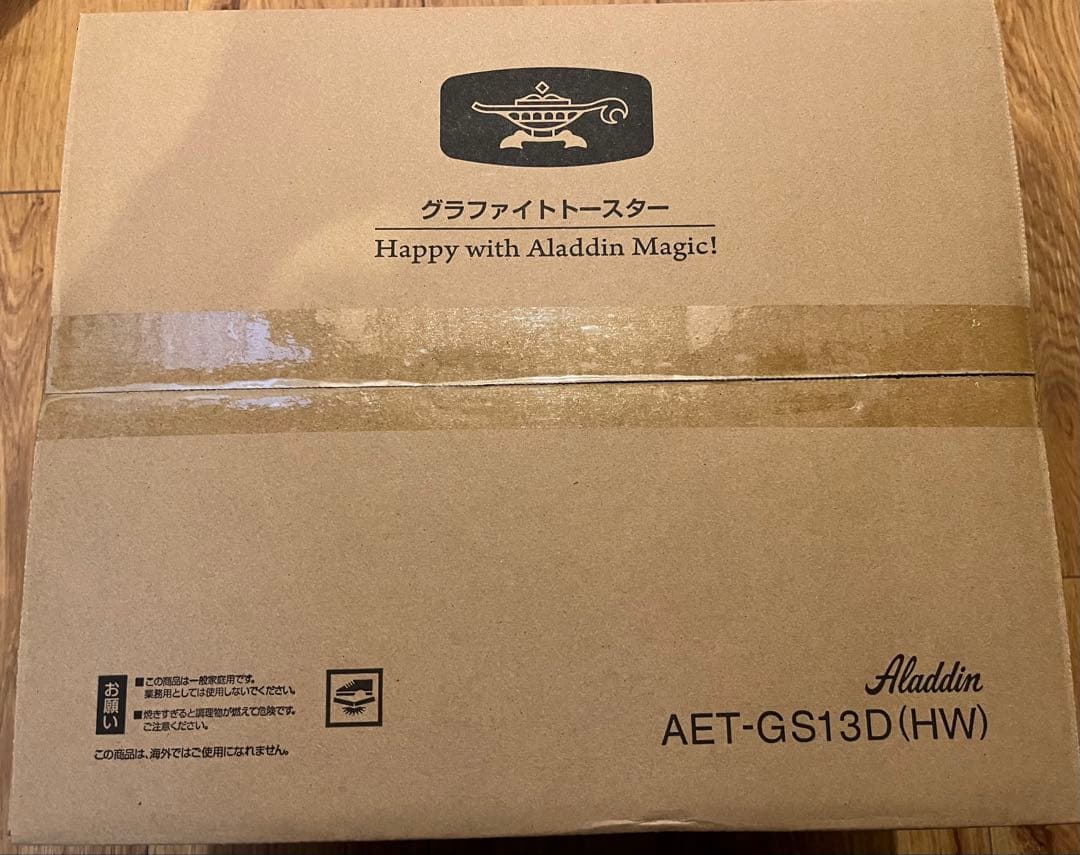 グラファイトトースター
Happy with Aladdin Magic!
お願い
■この商品は一般家庭用です。
業務用としては使用しないでください。
■焼きすぎると調理物が燃えて危険です。
ご注意ください。
この商品は、海外ではご使用になれません。
Aladdin
AET-GS13D(HW)